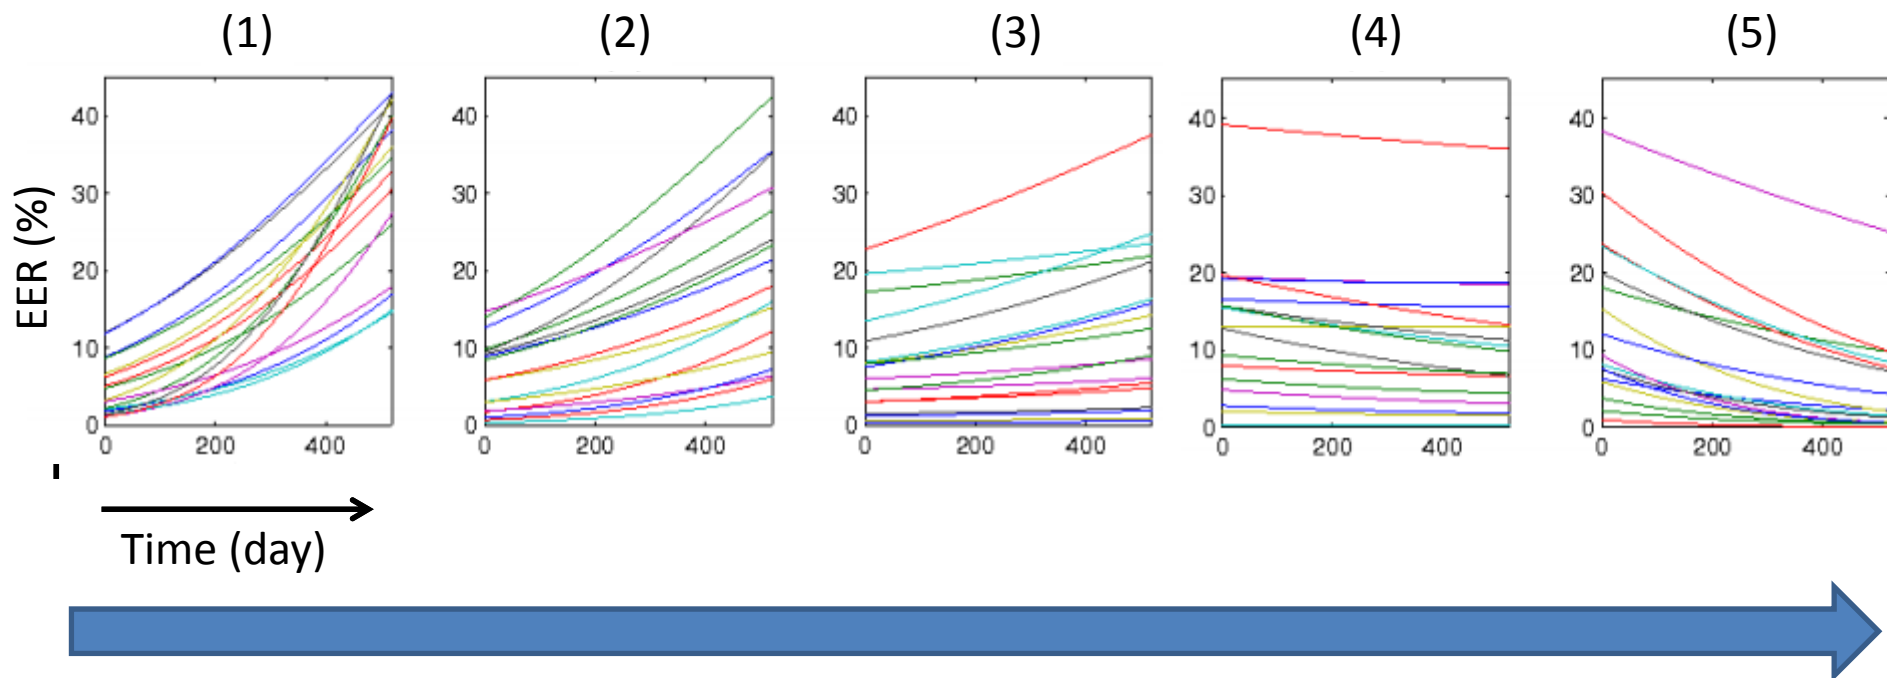 (1) (2) (3) (4) (5)
EER (%)
40 40 40 40 40
30 30 30 30 30
20 20 20 20 20
10 10 10 10 10
0 0 0 0 0
0 200 400 0 200 400 0 200 400 0 200 400 0 200 400
Time (day)